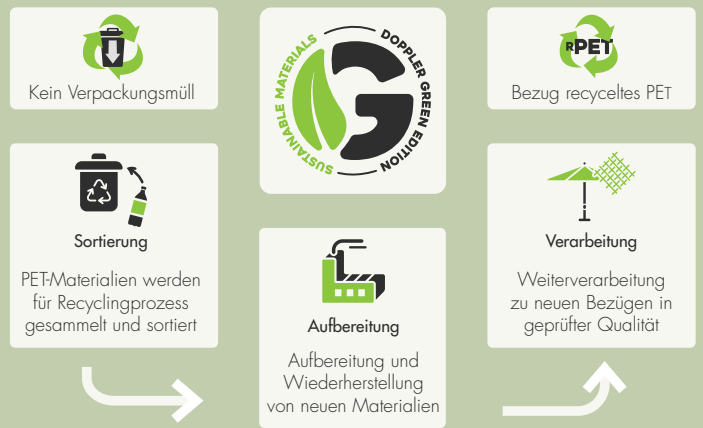 Kein Verpackungsmüll
SUSTAINABLE MATERIALS
DOPPLER GREEN EDITION
G
RPET
Bezug recyceltes PET
Sortierung
PET-Materialien werden
für Recyclingprozess
gesammelt und sortiert
Aufbereitung
Aufbereitung und
Wiederherstellung
von neuen Materialien
Verarbeitung
Weiterverarbeitung
zu neuen Bezügen in
geprüfter Qualität